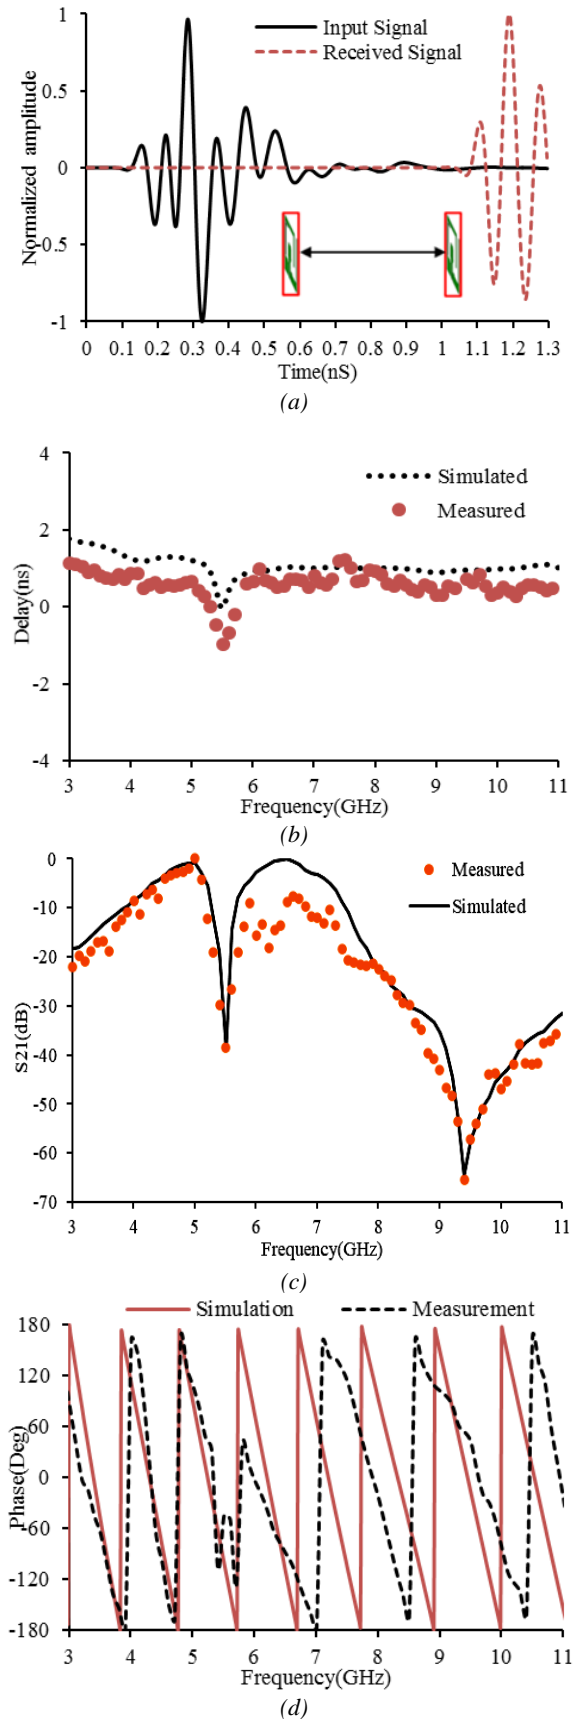 1
Input Signal
Received Signal
0.5
0
-0.5
-1
Normalized amplitude
0 0.1 0.2 0.3 0.4 0.5 0.6 0.7 0.8 0.9 1 1.1 1.2 1.3
Time(nS)
(a)
4
Simulated
2
Measured
0
-2
-4
Delay(ns)
3 4 5 6 7 8 9 10 11
Frequency(GHz)
(b)
0
Measured
-10
Simulated
-20
-30
-40
-50
-60
-70
S21(dB)
3 4 5 6 7 8 9 10 11
Frequency(GHz)
(c)
Simulation Measurement
180
120
60
0
-60
-120
-180
Phase(Deg)
3 4 5 6 7 8 9 10 11
Frequency(GHz)
(d)